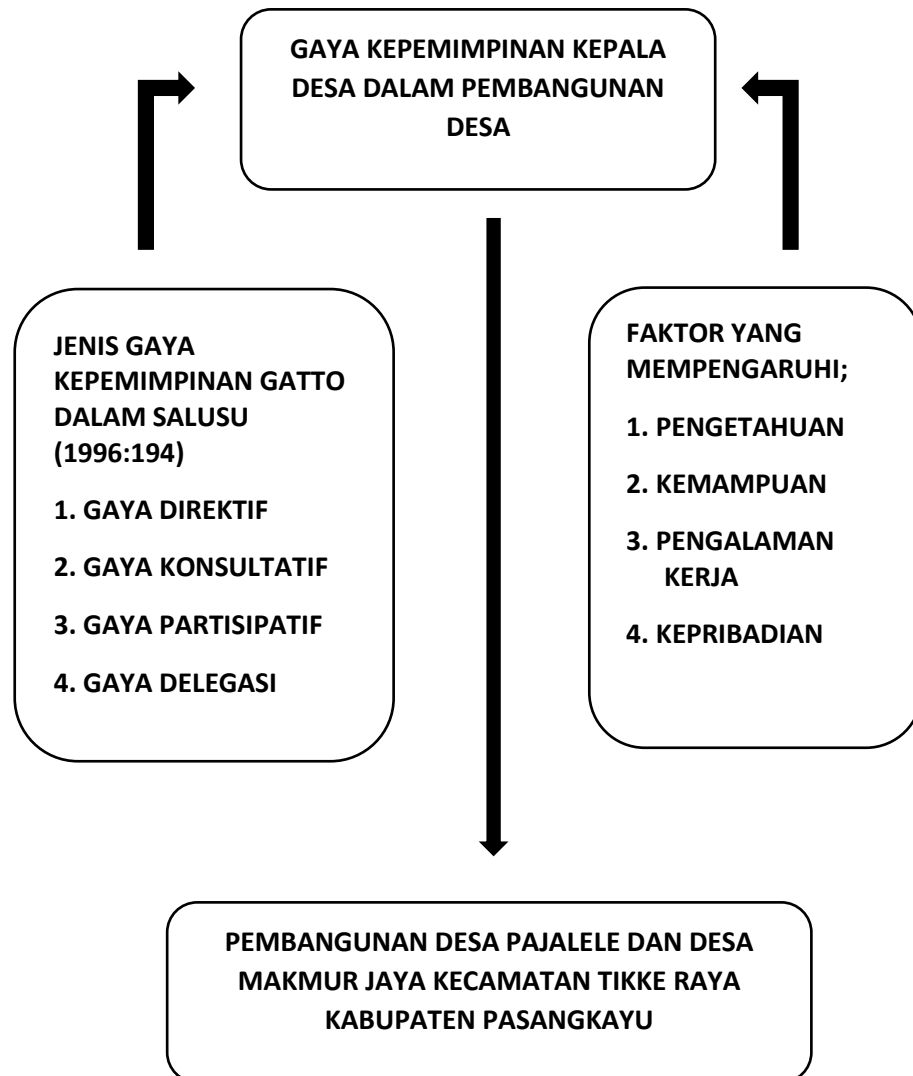 GAYA KEPEMIMPINAN KEPALA
DESA DALAM PEMBANGUNAN
DESA
JENIS GAYA
KEPEMIMPINAN GATTO
DALAM SALUSU
(1996:194)
1. GAYA DIREKTIF
2. GAYA KONSULTATIF
3. GAYA PARTISIPATIF
4. GAYA DELEGASI
FAKTOR YANG
MEMPENGARUHI;
1. PENGETAHUAN
2. KEMAMPUAN
3. PENGALAMAN
KERJA
4. KEPRIBADIAN
PEMBANGUNAN DESA PAJALELE DAN DESA
MAKMUR JAYA KECAMATAN TIKKE RAYA
KABUPATEN PASANGKAYU